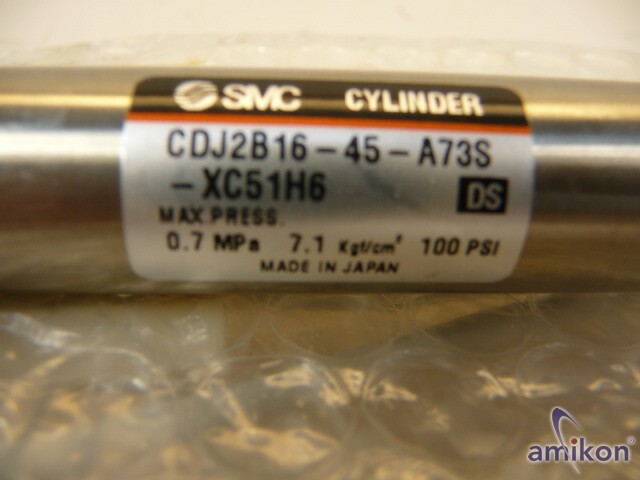 SMC CYLINDER
CDJ2B16-45-A73S
-XC51H6 DS
MAX.PRESS.
0.7 MPa 7.1 Kgf/cm² 100 PSI
MADE IN JAPAN
amikon